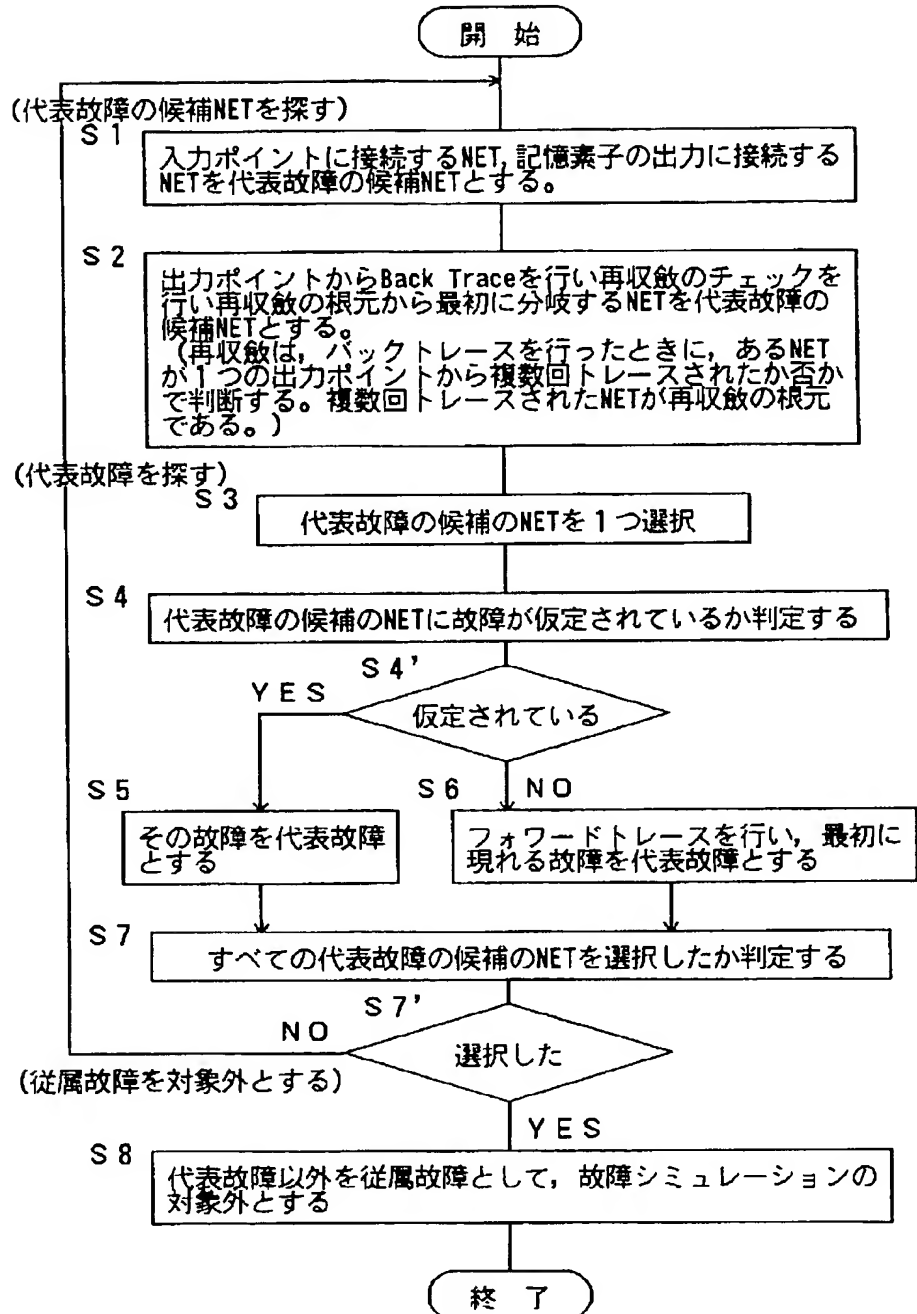 開 始
(代表故障の候補NETを探す)
S1
入力ポイントに接続するNET,記憶素子の出力に接続する
NETを代表故障の候補NETとする。
S2
出力ポイントからBack Traceを行い再収斂のチェックを
行い再収斂の根元から最初に分岐するNETを代表故障の
候補NETとする。
(再収斂は,バックトレースを行ったときに,あるNET
が1つの出力ポイントから複数回トレースされたか否か
で判断する。複数回トレースされたNETが再収斂の根元
である。)
(代表故障を探す)
S3
代表故障の候補のNETを1つ選択
S4
代表故障の候補のNETに故障が仮定されているか判定する
S4'
YES
仮定されている
S5
S6
NO
その故障を代表故障
とする
フォワードトレースを行い,最初に
現れる故障を代表故障とする
S7
すべての代表故障の候補のNETを選択したか判定する
S7'
NO
選択した
(従属故障を対象外とする)
YES
S8
代表故障以外を従属故障として,故障シミュレーションの
対象外とする
終 了